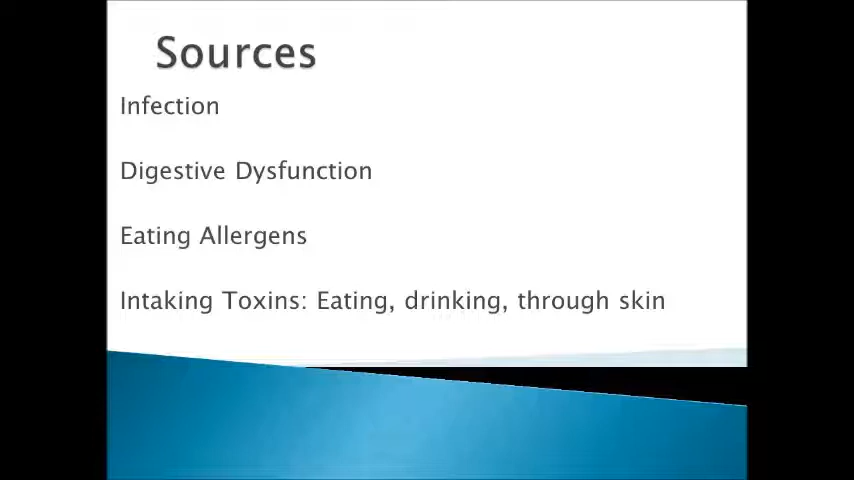 Sources
Infection
Digestive Dysfunction
Eating Allergens
Intaking Toxins: Eating, drinking, through skin